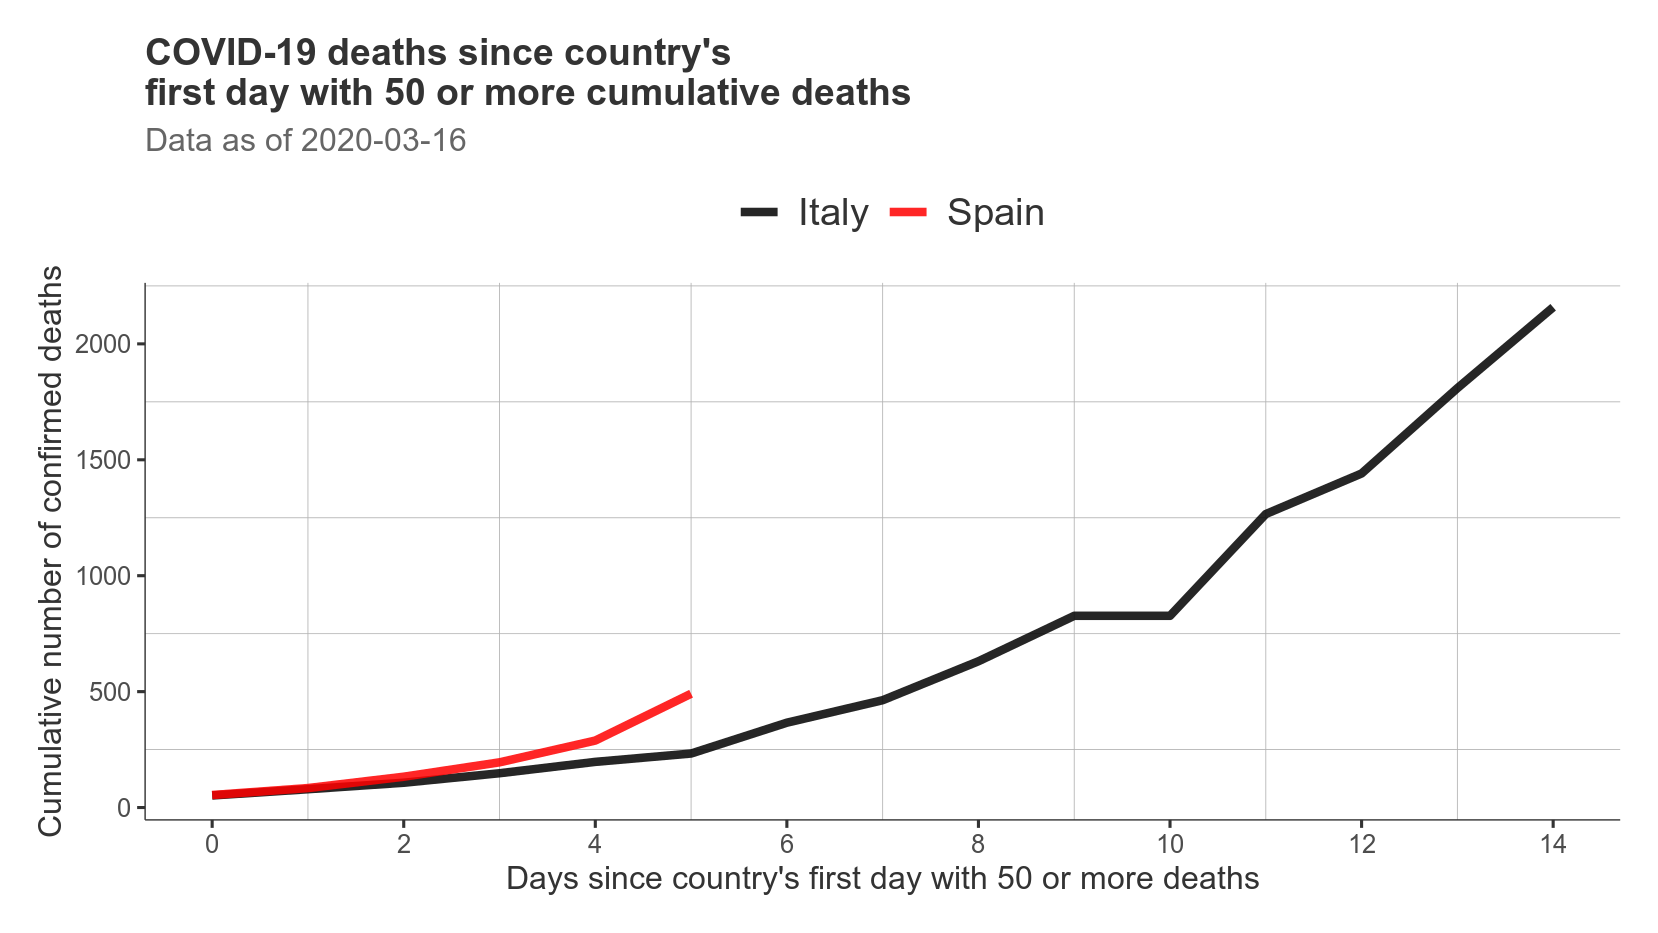 COVID-19 deaths since country's
first day with 50 or more cumulative deaths
Data as of 2020-03-16
Italy Spain
Cumulative number of confirmed deaths
2000
1500
1000
500
0
0 2 4 6 8 10 12 14
Days since country's first day with 50 or more deaths